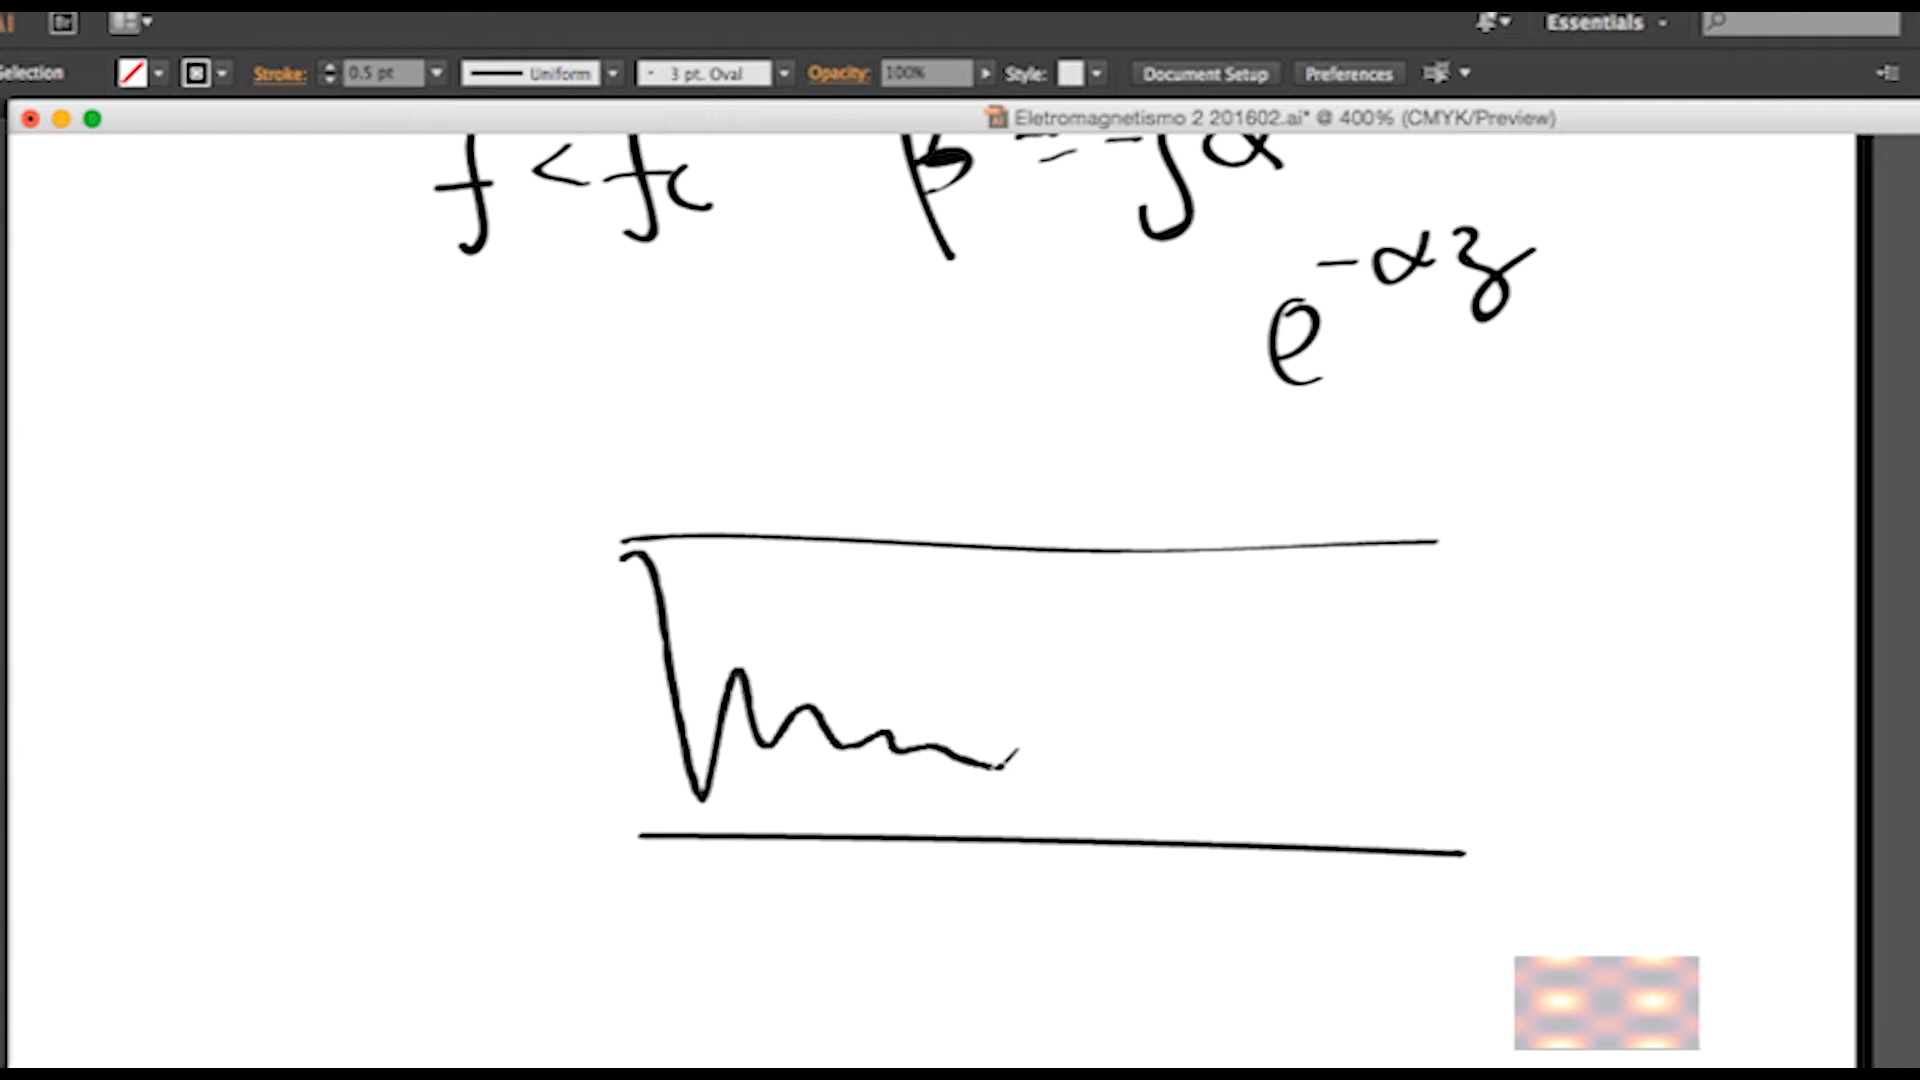 Br Essentials
Selection Stroke: 0.5 pt Uniform 3 pt. Oval Opacity: 100% Style: Document Setup Preferences
Eletromagnetismo 2 201602.ai* @ 400% (CMYK/Preview)
f < fc β = -jα
e^{-αz}